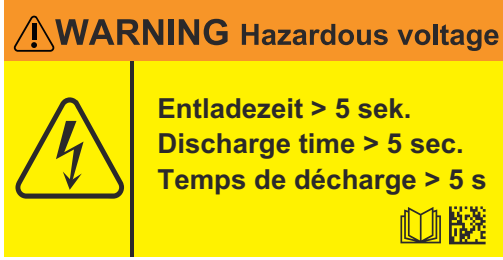 WARNING Hazardous voltage
Entladezeit > 5 sek.
Discharge time > 5 sec.
Temps de décharge > 5 s